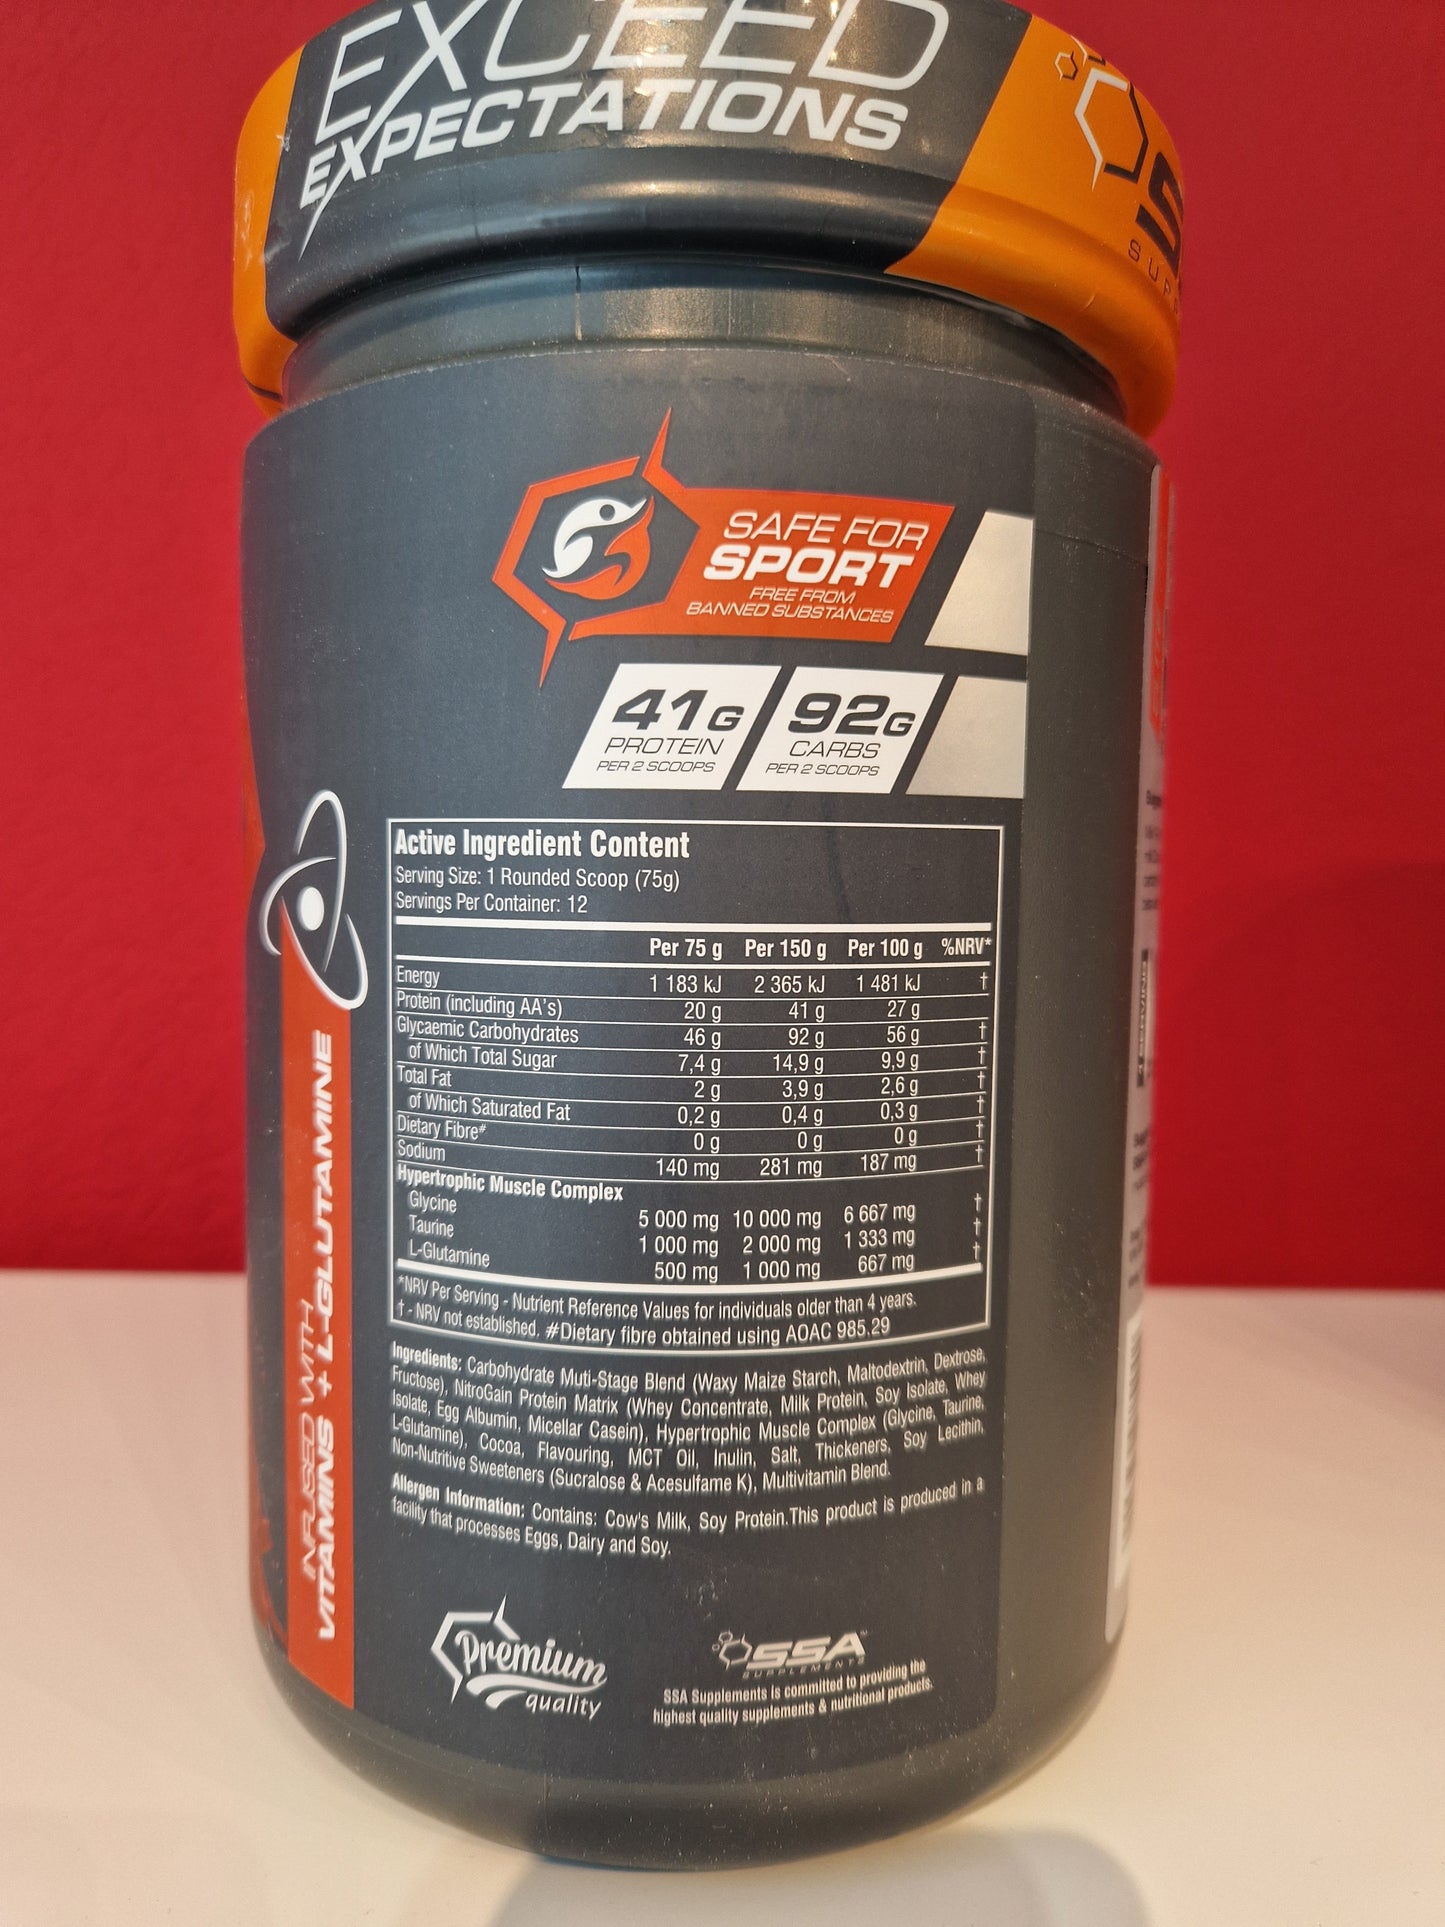 EXCEED
EXPECTATIONS
SAFE FOR
SPORT
FREE FROM
BANNED SUBSTANCES
41G
PROTEIN
PER 2 SCOOPS
92G
CARBS
PER 2 SCOOPS
INFUSED WITH
VITAMINS + L-GLUTAMINE
Active Ingredient Content
Serving Size: 1 Rounded Scoop (75g)
Servings Per Container: 12
Per 75 g Per 150 g Per 100 g %NRV*
Energy 1 183 kJ 2 365 kJ 1 481 kJ †
Protein (including AA's) 20 g 41 g 27 g
Glycaemic Carbohydrates 46 g 92 g 56 g †
of Which Total Sugar 7,4 g 14,9 g 9,9 g †
Total Fat 2 g 3,9 g 2,6 g †
of Which Saturated Fat 0,2 g 0,4 g 0,3 g †
Dietary Fibre# 0 g 0 g 0 g †
Sodium 140 mg 281 mg 187 mg †
Hypertrophic Muscle Complex
Glycine 5 000 mg 10 000 mg 6 667 mg †
Taurine 1 000 mg 2 000 mg 1 333 mg †
L-Glutamine 500 mg 1 000 mg 667 mg †
*NRV Per Serving - Nutrient Reference Values for individuals older than 4 years.
† - NRV not established. #Dietary fibre obtained using AOAC 985.29
Ingredients: Carbohydrate Muti-Stage Blend (Waxy Maize Starch, Maltodextrin, Dextrose,
Fructose), NitroGain Protein Matrix (Whey Concentrate, Milk Protein, Soy Isolate, Whey
Isolate, Egg Albumin, Micellar Casein), Hypertrophic Muscle Complex (Glycine, Taurine,
L-Glutamine), Cocoa, Flavouring, MCT Oil, Inulin, Salt, Thickeners, Soy Lecithin,
Non-Nutritive Sweeteners (Sucralose & Acesulfame K), Multivitamin Blend.
Allergen Information: Contains: Cow's Milk, Soy Protein.This product is produced in a
facility that processes Eggs, Dairy and Soy.
Premium
quality
SSA
SUPPLEMENTS
SSA Supplements is committed to providing the
highest quality supplements & nutritional products.